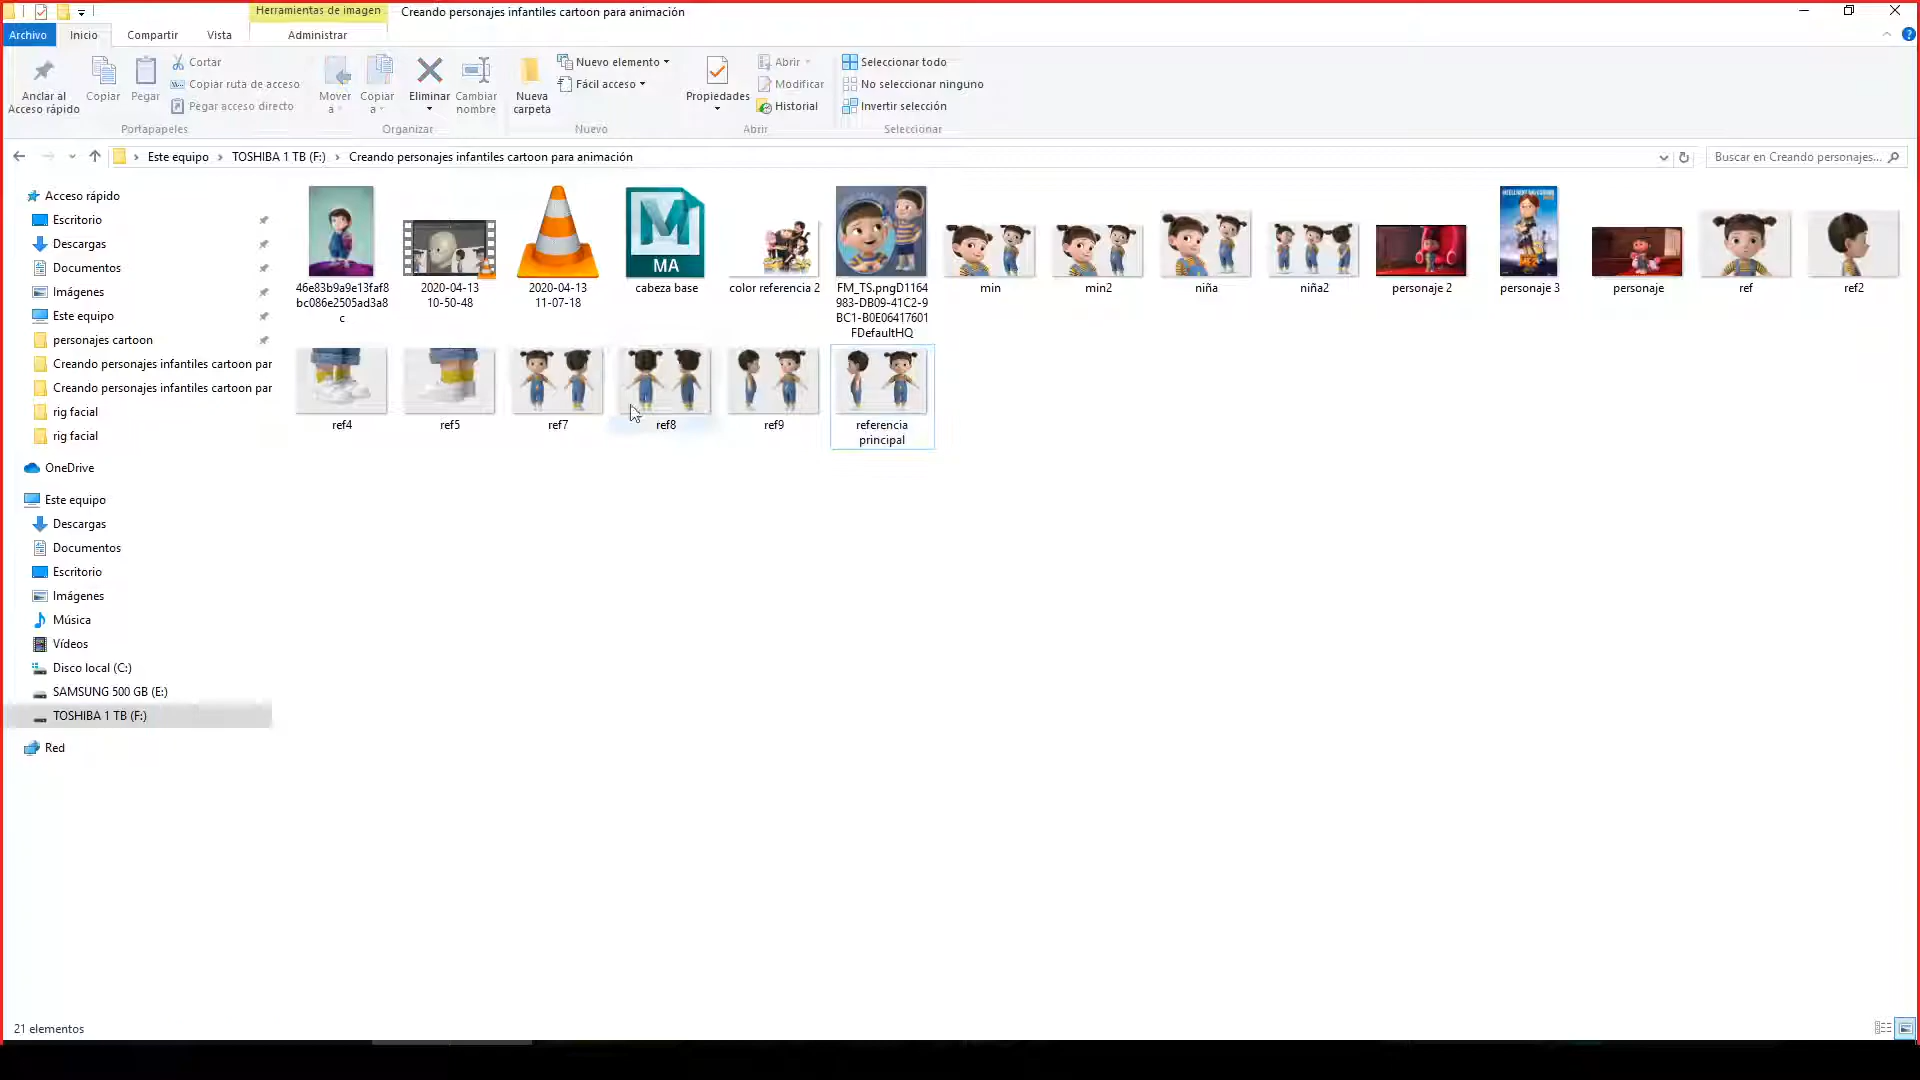 Herramientas de imagen
Creando personajes infantiles cartoon para animación
Archivo
Inicio
Compartir
Vista
Administrar
Anclar al
Acceso rápido
Copiar
Pegar
Cortar
Copiar ruta de acceso
Pegar acceso directo
Portapapeles
Mover
a
Copiar
a
Eliminar
Cambiar
nombre
Organizar
Nueva
carpeta
Nuevo elemento
Fácil acceso
Nuevo
Propiedades
Abrir
Modificar
Historial
Abrir
Seleccionar todo
No seleccionar ninguno
Invertir selección
Seleccionar
Este equipo
TOSHIBA 1 TB (F:)
Creando personajes infantiles cartoon para animación
Buscar en Creando personajes...
Acceso rápido
Escritorio
Descargas
Documentos
Imágenes
Este equipo
personajes cartoon
Creando personajes infantiles cartoon par
Creando personajes infantiles cartoon par
rig facial
rig facial
OneDrive
Este equipo
Descargas
Documentos
Escritorio
Imágenes
Música
Vídeos
Disco local (C:)
SAMSUNG 500 GB (E:)
TOSHIBA 1 TB (F:)
Red
46e83b9a9e13faf8
bc086e2505ad3a8
c
2020-04-13
10-50-48
2020-04-13
11-07-18
MA
cabeza base
color referencia 2
FM_TS.pngD1164
983-DB09-41C2-9
BC1-B0E06417601
FDefaultHQ
min
min2
niña
niña2
personaje 2
personaje 3
personaje
ref
ref2
ref4
ref5
ref7
ref8
ref9
referencia
principal
21 elementos